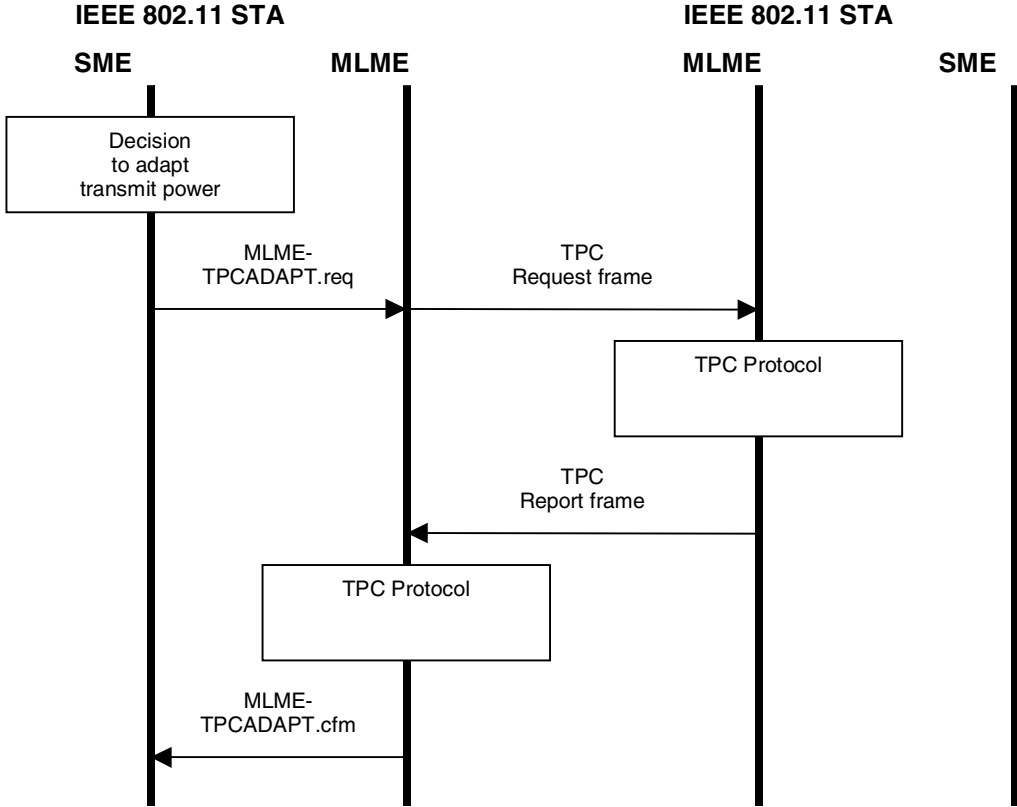 IEEE 802.11 STA
IEEE 802.11 STA
SME
MLME
MLME
SME
Decision
to adapt
transmit power
MLME-
TPCADAPT.req
TPC
Request frame
TPC Protocol
TPC
Report frame
TPC Protocol
MLME-
TPCADAPT.cfm